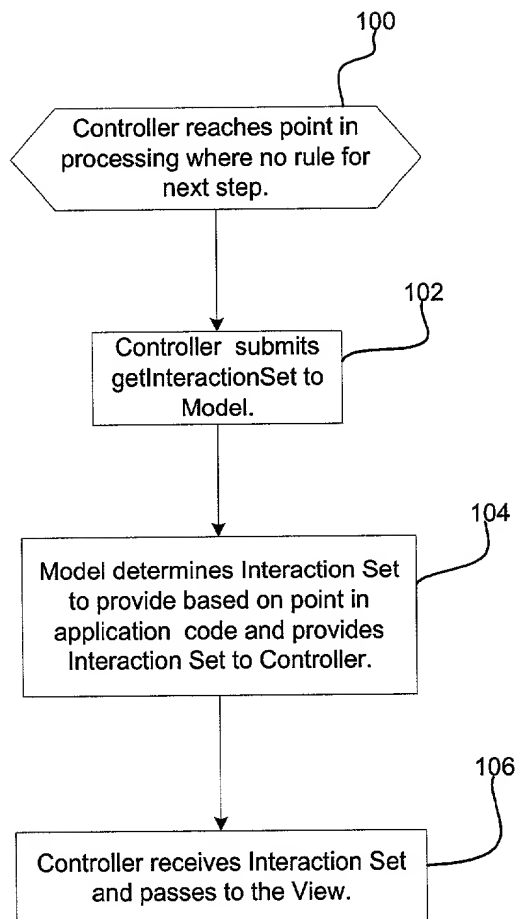 100
Controller reaches point in
processing where no rule for
next step.
102
Controller submits
getInteractionSet to
Model.
104
Model determines Interaction Set
to provide based on point in
application code and provides
Interaction Set to Controller.
106
Controller receives Interaction Set
and passes to the View.